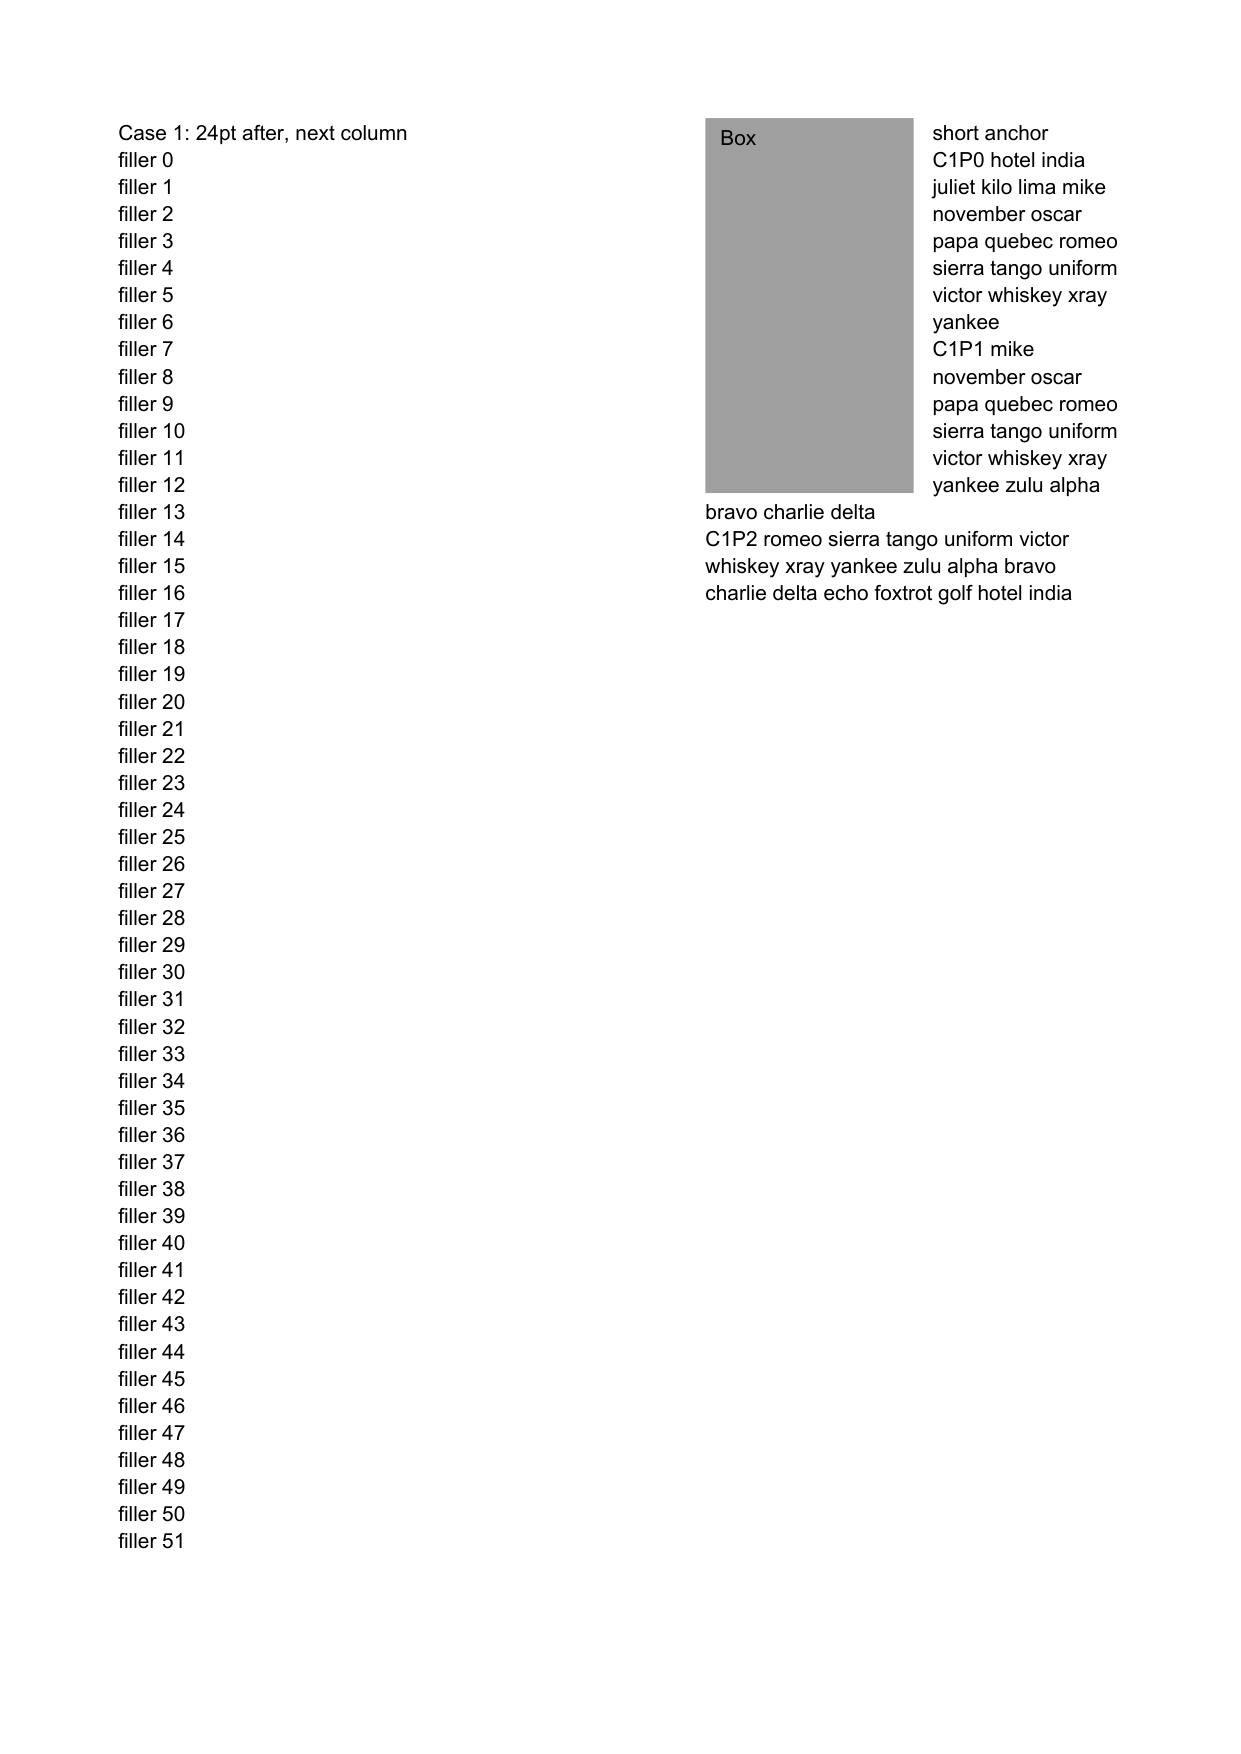 Case 1: 24pt after, next column
filler 0
filler 1
filler 2
filler 3
filler 4
filler 5
filler 6
filler 7
filler 8
filler 9
filler 10
filler 11
filler 12
filler 13
filler 14
filler 15
filler 16
filler 17
filler 18
filler 19
filler 20
filler 21
filler 22
filler 23
filler 24
filler 25
filler 26
filler 27
filler 28
filler 29
filler 30
filler 31
filler 32
filler 33
filler 34
filler 35
filler 36
filler 37
filler 38
filler 39
filler 40
filler 41
filler 42
filler 43
filler 44
filler 45
filler 46
filler 47
filler 48
filler 49
filler 50
filler 51
Box
short anchor
C1P0 hotel india
juliet kilo lima mike
november oscar
papa quebec romeo
sierra tango uniform
victor whiskey xray
yankee
C1P1 mike
november oscar
papa quebec romeo
sierra tango uniform
victor whiskey xray
yankee zulu alpha
bravo charlie delta
C1P2 romeo sierra tango uniform victor
whiskey xray yankee zulu alpha bravo
charlie delta echo foxtrot golf hotel india